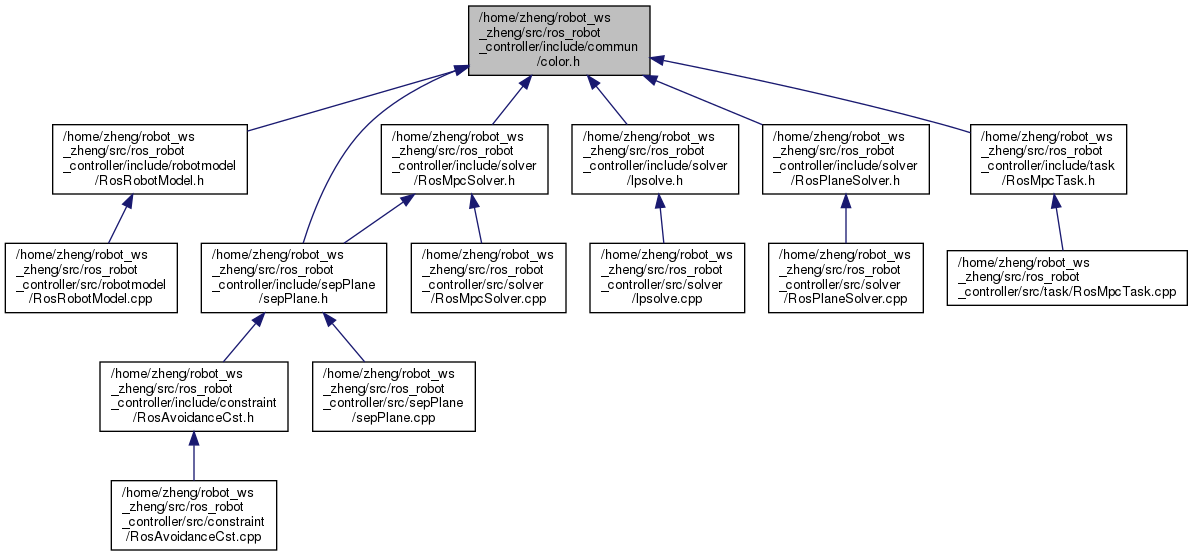 /home/zheng/robot_ws
_zheng/src/ros_robot
_controller/include/commun
/color.h
/home/zheng/robot_ws
_zheng/src/ros_robot
_controller/include/robotmodel
/RosRobotModel.h
/home/zheng/robot_ws
_zheng/src/ros_robot
_controller/include/solver
/RosMpcSolver.h
/home/zheng/robot_ws
_zheng/src/ros_robot
_controller/include/solver
/lpsolve.h
/home/zheng/robot_ws
_zheng/src/ros_robot
_controller/include/solver
/RosPlaneSolver.h
/home/zheng/robot_ws
_zheng/src/ros_robot
_controller/include/task
/RosMpcTask.h
/home/zheng/robot_ws
_zheng/src/ros_robot
_controller/src/robotmodel
/RosRobotModel.cpp
/home/zheng/robot_ws
_zheng/src/ros_robot
_controller/include/sepPlane
/sepPlane.h
/home/zheng/robot_ws
_zheng/src/ros_robot
_controller/src/solver
/RosMpcSolver.cpp
/home/zheng/robot_ws
_zheng/src/ros_robot
_controller/src/solver
/lpsolve.cpp
/home/zheng/robot_ws
_zheng/src/ros_robot
_controller/src/solver
/RosPlaneSolver.cpp
/home/zheng/robot_ws
_zheng/src/ros_robot
_controller/src/task/RosMpcTask.cpp
/home/zheng/robot_ws
_zheng/src/ros_robot
_controller/include/constraint
/RosAvoidanceCst.h
/home/zheng/robot_ws
_zheng/src/ros_robot
_controller/src/sepPlane
/sepPlane.cpp
/home/zheng/robot_ws
_zheng/src/ros_robot
_controller/src/constraint
/RosAvoidanceCst.cpp